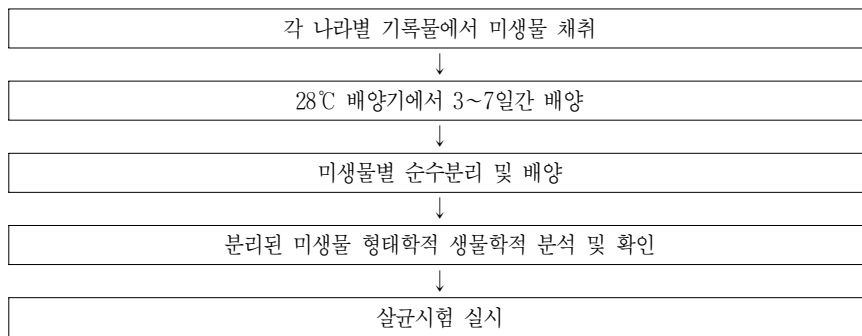 각 나라별 기록물에서 미생물 채취
↓
28℃ 배양기에서 3~7일간 배양
↓
미생물별 순수분리 및 배양
↓
분리된 미생물 형태학적 생물학적 분석 및 확인
↓
살균시험 실시